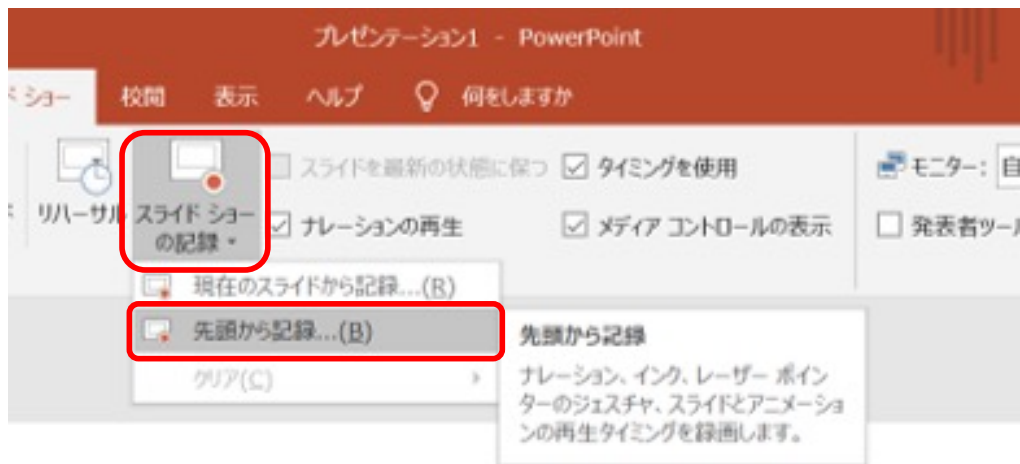 プレゼンテーション1 - PowerPoint
ド ショー 校閲 表示 ヘルプ 何をしますか
スライドを最新の状態に保つ タイミングを使用 モニター: 自
リハーサル スライド ショー
の記録 ナレーションの再生 メディア コントロールの表示 発表者ツール
現在のスライドから記録...(R)
先頭から記録...(B)
クリア(C)
先頭から記録
ナレーション、インク、レーザー ポイン
ターのジェスチャ、スライドとアニメーショ
ンの再生タイミングを録画します。